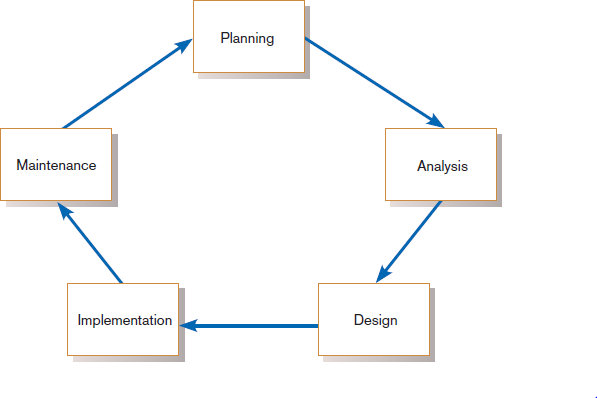 Planning
Analysis
Design
Implementation
Maintenance